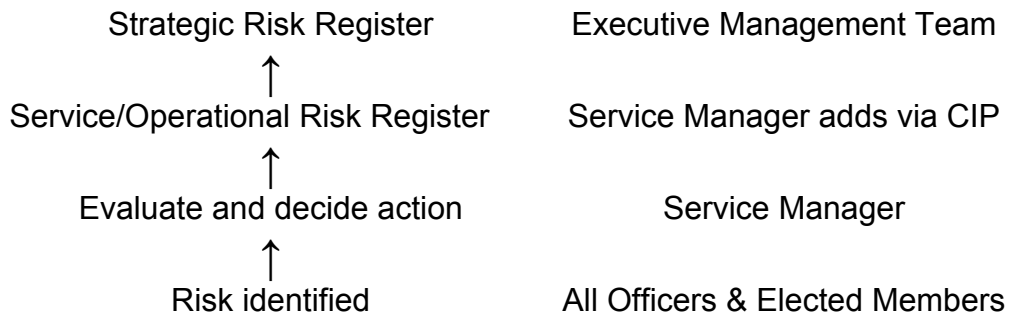 Strategic Risk Register Executive Management Team
Service/Operational Risk Register Service Manager adds via CIP
Evaluate and decide action Service Manager
Risk identified All Officers & Elected Members